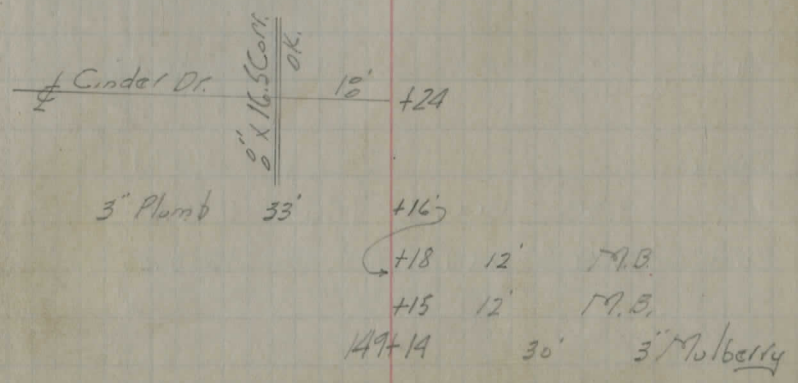 8" x 16.5 Corr.
OK.
℄ Cinder Dr. 18' +24
3" Plumb 33' +16
+18 12' M.B.
+15 12' M.B.
149+14 30' 3" Mulberry